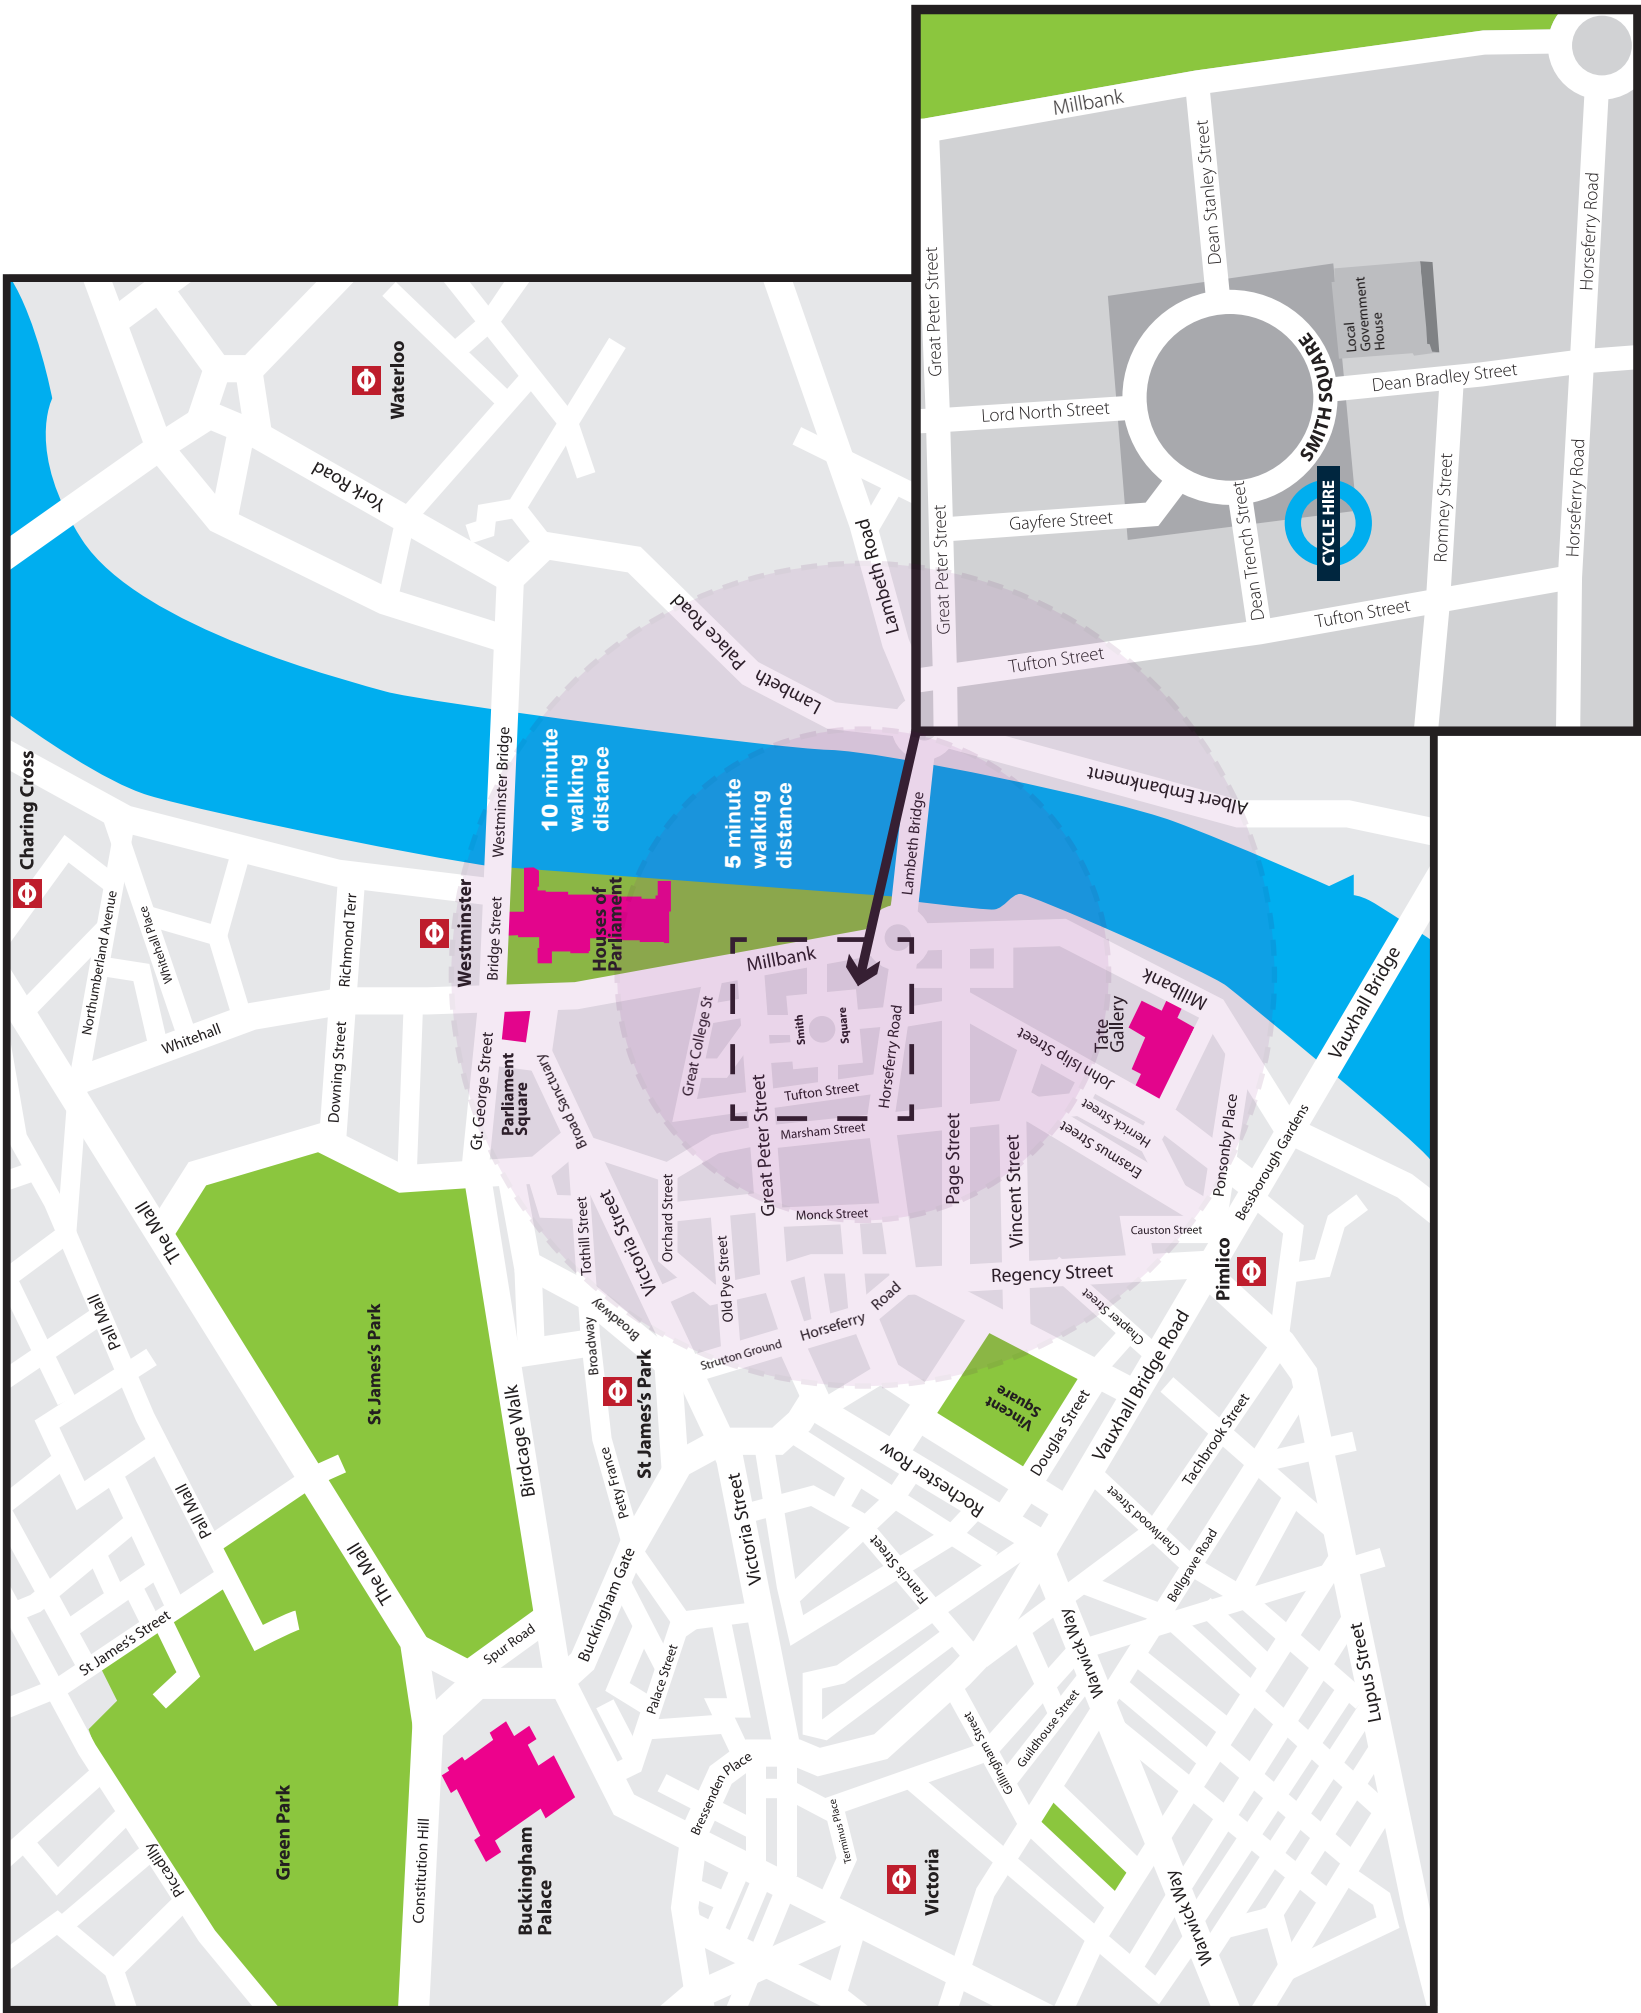 Millbank
Dean Stanley Street
Great Peter Street
Horseferry Road
Local
Government
House
SMITH SQUARE
Dean Bradley Street
Lord North Street
Gayfere Street
Great Peter Street
Dean Trench Street
CYCLE HIRE
Romney Street
Horseferry Road
Tufton Street
Tufton Street
Waterloo
York Road
Lambeth Road
Lambeth
Palace Road
Albert Embankment
Charing Cross
Westminster Bridge
10 minute
walking
distance
5 minute
walking
distance
Lambeth Bridge
Northumberland Avenue
Whitehall Place
Richmond Terr
Westminster
Bridge Street
Houses of
Parliament
Millbank
Millbank
Vauxhall Bridge
Whitehall
Downing Street
Gt. George Street
Parliament
Square
Broad Sanctuary
Great College St
Smith
Square
Horseferry Road
Tufton Street
Marsham Street
Great Peter Street
John Islip Street
Tate
Gallery
Herrick Street
Erasmus Street
Ponsonby Place
Bessborough Gardens
Page Street
Vincent Street
Causton Street
Pimlico
The Mall
Pall Mall
St James's Park
Tothill Street
Victoria Street
Orchard Street
Old Pye Street
Monck Street
Regency Street
Chapter Street
Horseferry
Road
Strutton Ground
Broadway
Broadway
St James's Park
Birdcage Walk
Petty France
Vincent
Square
Douglas Street
Vauxhall Bridge Road
Tachbrook Street
Rochester Row
Charlwood Street
Bellgrave Road
Pall Mall
The Mall
St James's Street
Spur Road
Buckingham Gate
Victoria Street
Francis Street
Palace Street
Warwick Way
Guildhouse Street
Gillingham Street
Lupus Street
Green Park
Piccadilly
Constitution Hill
Buckingham
Palace
Bressenden Place
Terminus Place
Victoria
Warwick Way